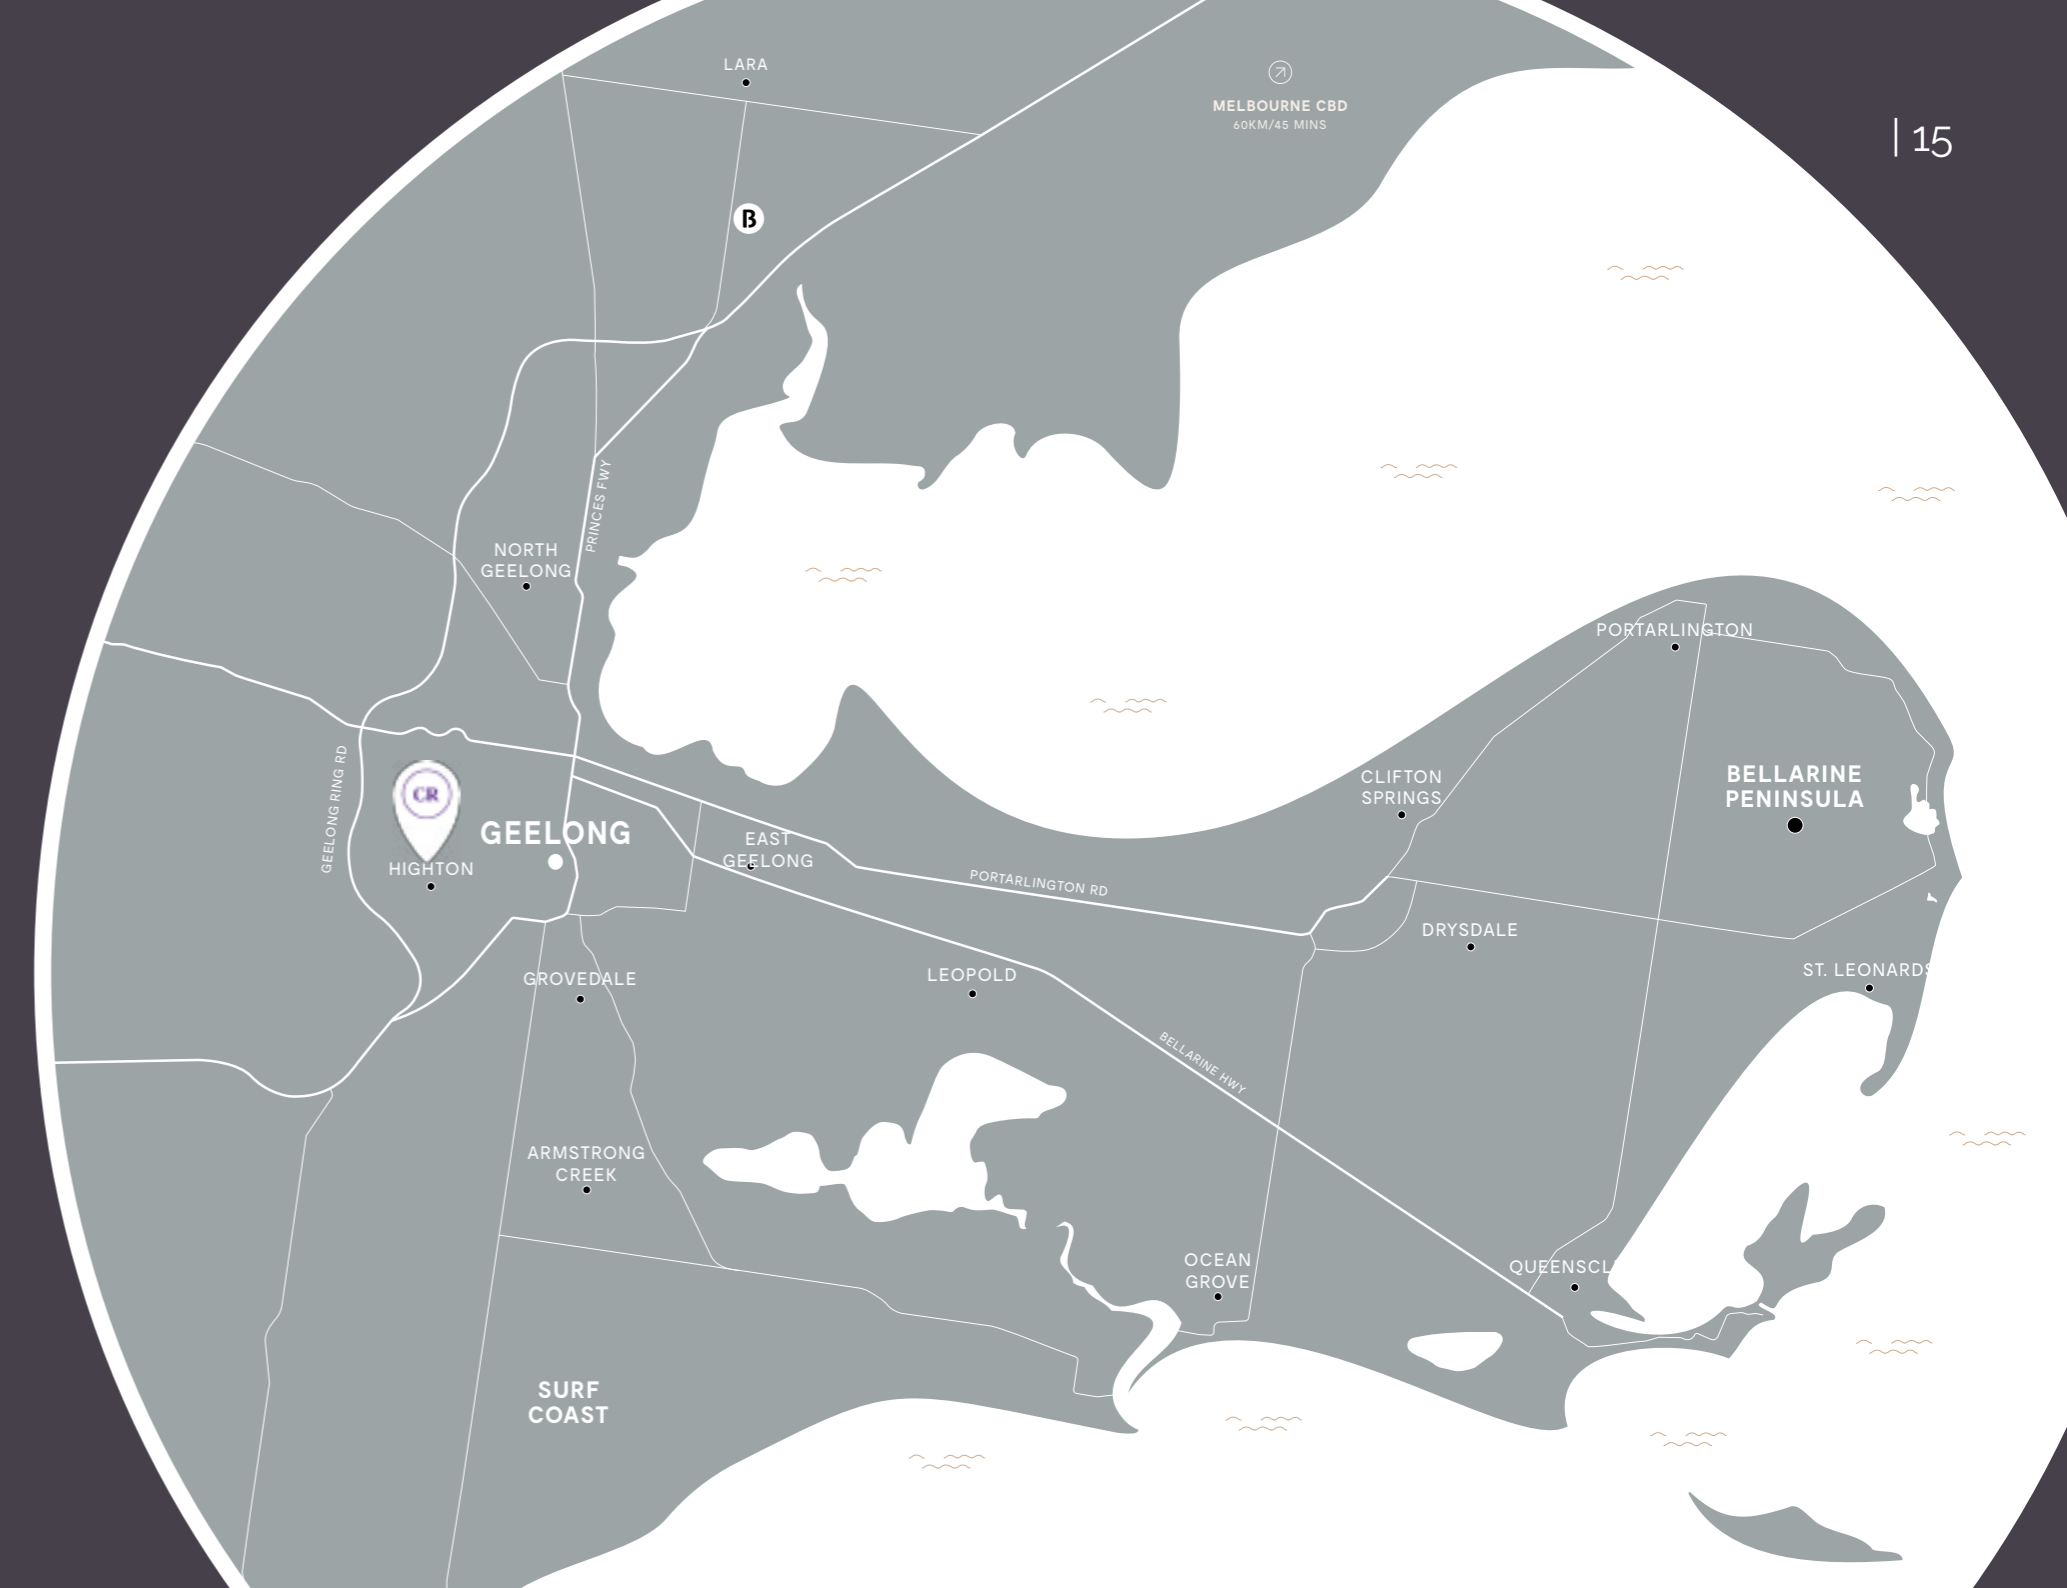 LARA
MELBOURNE CBD
60KM/45 MINS
| 15
B
PRINCES FWY
NORTH
GEELONG
PORTARLINGTON
GEELONG RING RD
CR
GEELONG
HIGHTON
EAST
GEELONG
CLIFTON
SPRINGS
BELLARINE
PENINSULA
PORTARLINGTON RD
DRYSDALE
GROVEDALE
LEOPOLD
ST. LEONARDS
BELLARINE HWY
ARMSTRONG
CREEK
OCEAN
GROVE
QUEENSCL
SURF
COAST